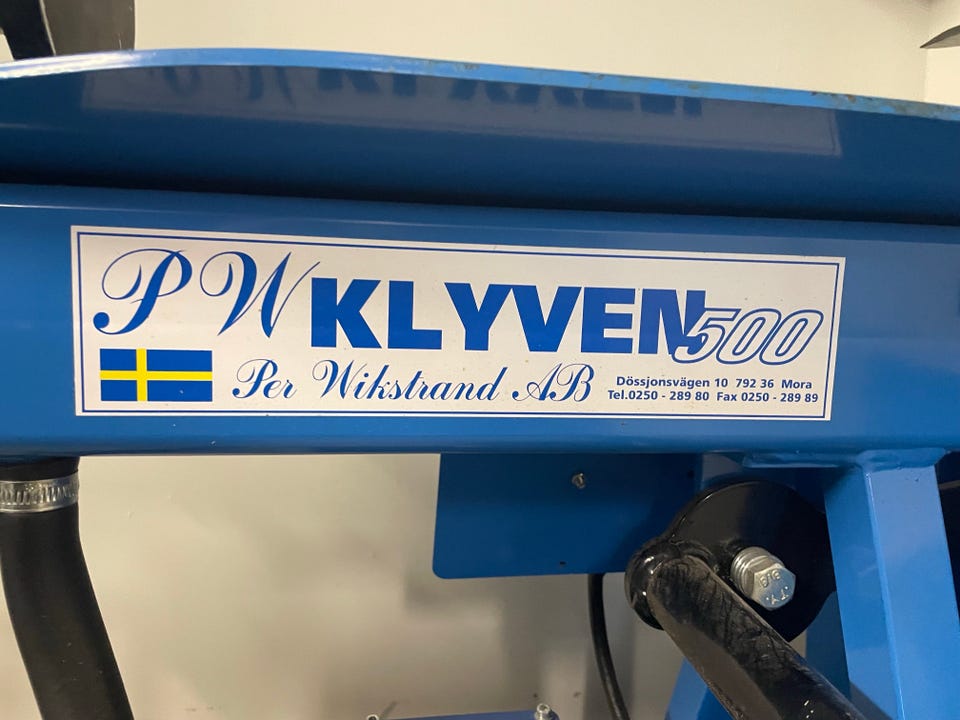 PW KLYVEN 500
Per Wikstrand AB
Dössjonsvägen 10 792 36 Mora
Tel.0250 - 289 80 Fax 0250 - 289 89